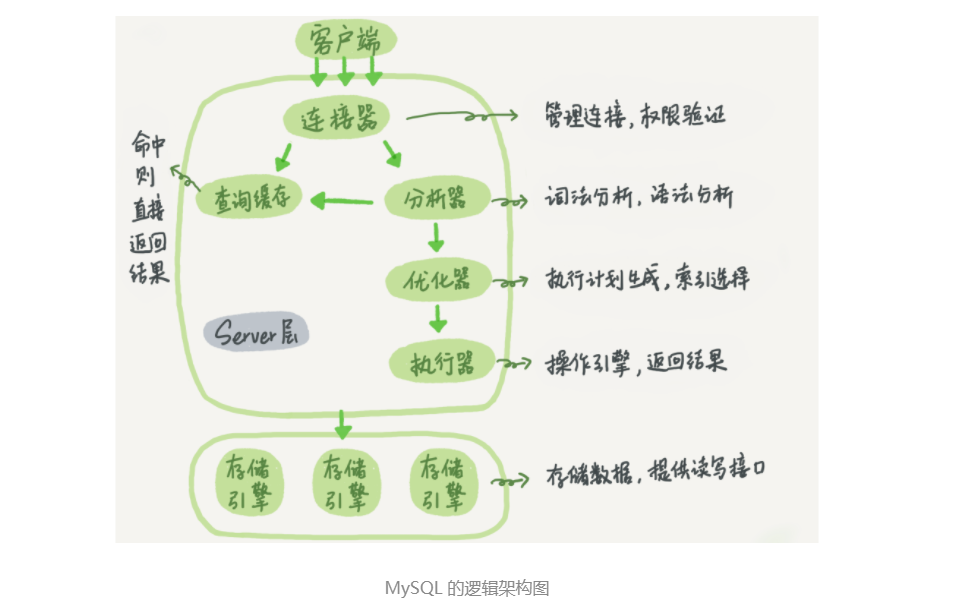 客户端
连接器
管理连接，权限验证
命中
则
直接
返回
结果
查询缓存
分析器
词法分析，语法分析
优化器
执行计划生成，索引选择
Server层
执行器
操作引擎，返回结果
存储
引擎
存储
引擎
存储
引擎
存储数据，提供读写接口
MySQL 的逻辑架构图